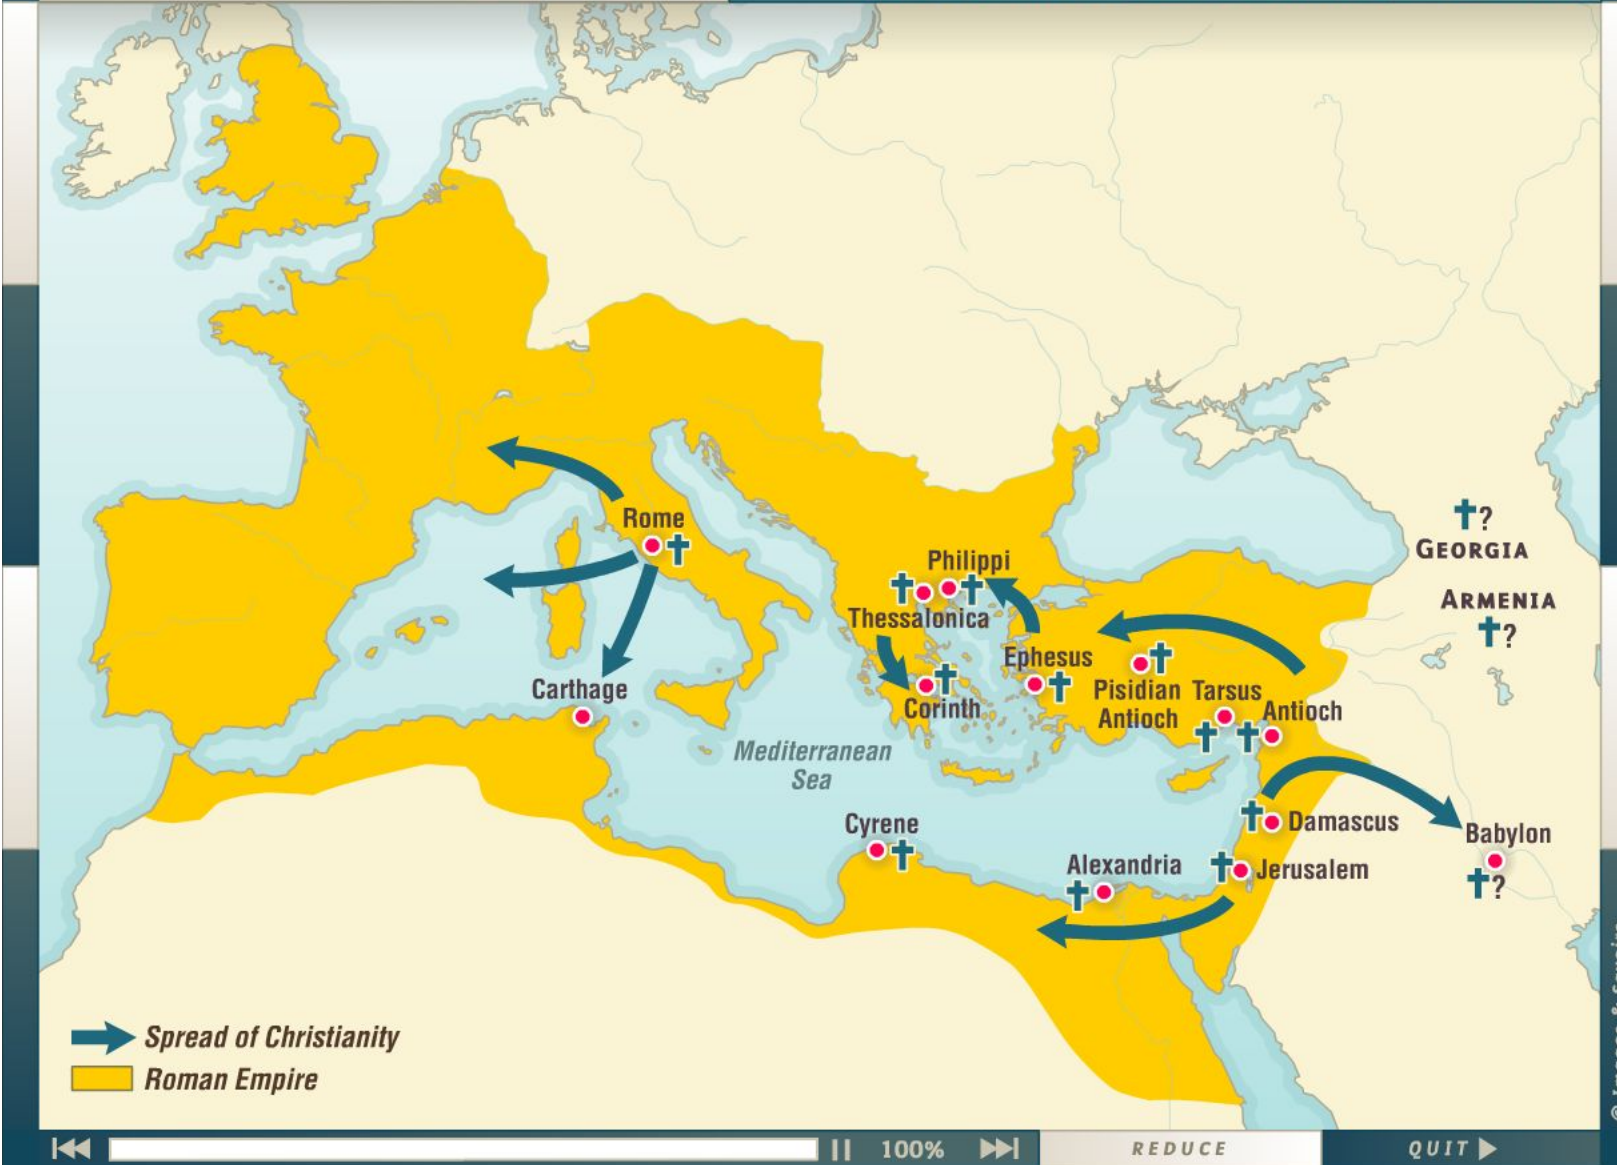 Rome
Philippi
Thessalonica
Ephesus
Corinth
Pisidian
Antioch
Tarsus
Antioch
Carthage
Mediterranean
Sea
Cyrene
Alexandria
Damascus
Jerusalem
Babylon
?
?
GEORGIA
ARMENIA
?
Spread of Christianity
Roman Empire
100%
REDUCE
QUIT